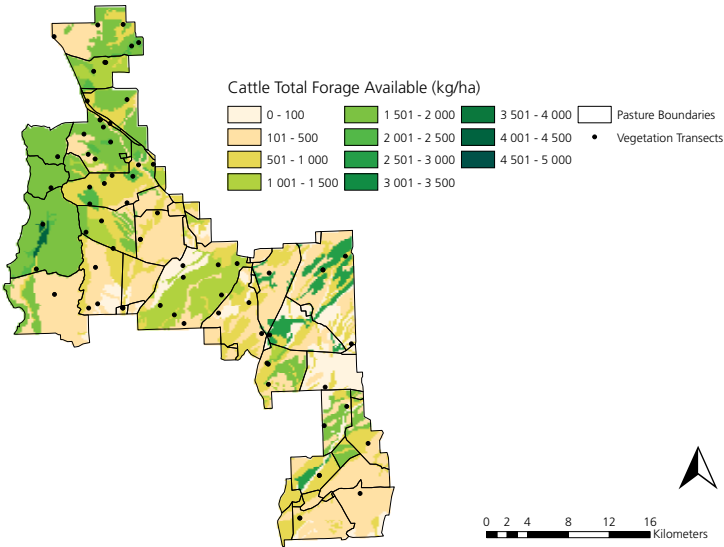 Cattle Total Forage Available (kg/ha)
0 - 100
101 - 500
501 - 1 000
1 001 - 1 500
1 501 - 2 000
2 001 - 2 500
2 501 - 3 000
3 001 - 3 500
3 501 - 4 000
4 001 - 4 500
4 501 - 5 000
Pasture Boundaries
Vegetation Transects
0 2 4 8 12 16
Kilometers